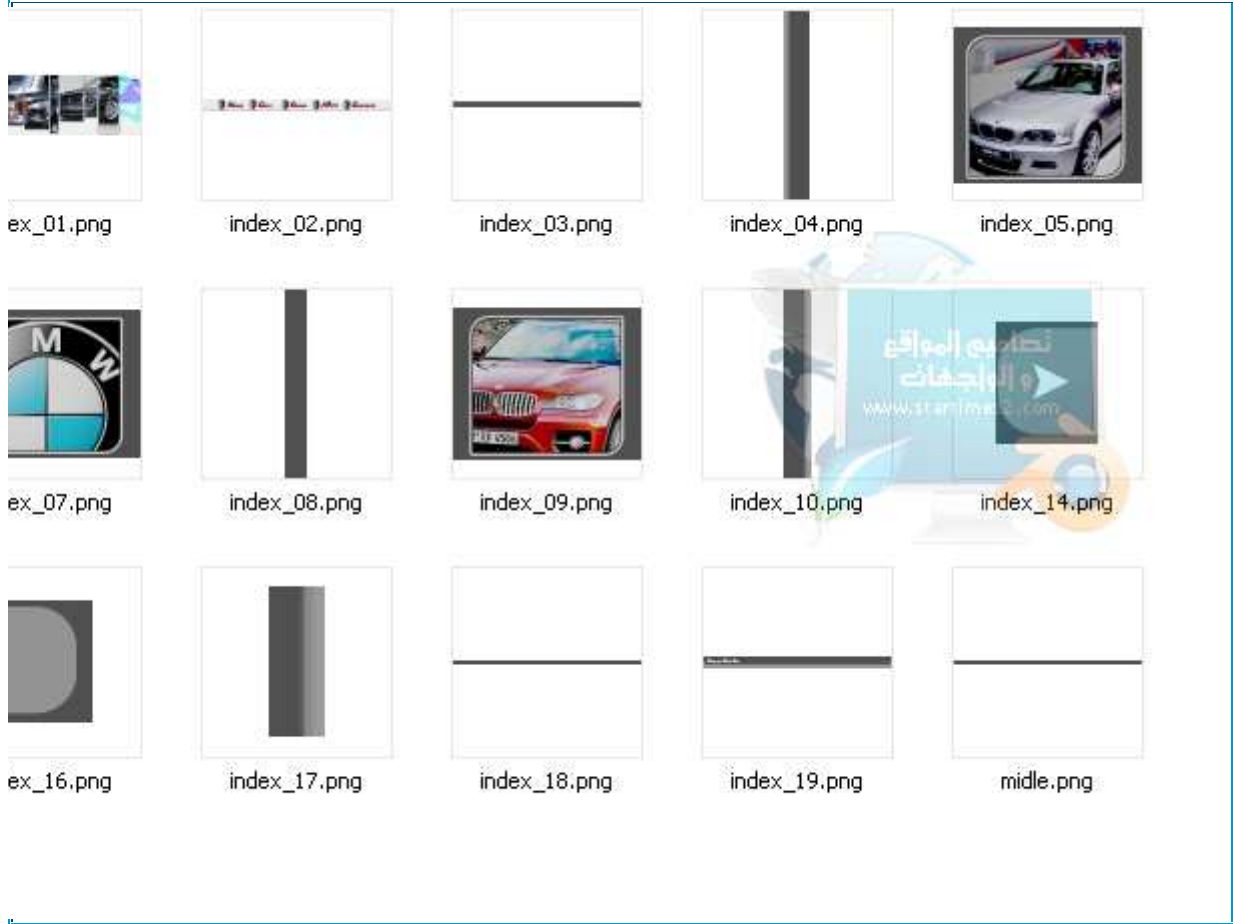 ex_01.png
index_02.png
index_03.png
index_04.png
index_05.png
M
W
تصاميم المواقع
و الواجهات
www.startimes2.com
ex_07.png
index_08.png
index_09.png
index_10.png
index_14.png
ex_16.png
index_17.png
index_18.png
index_19.png
midle.png